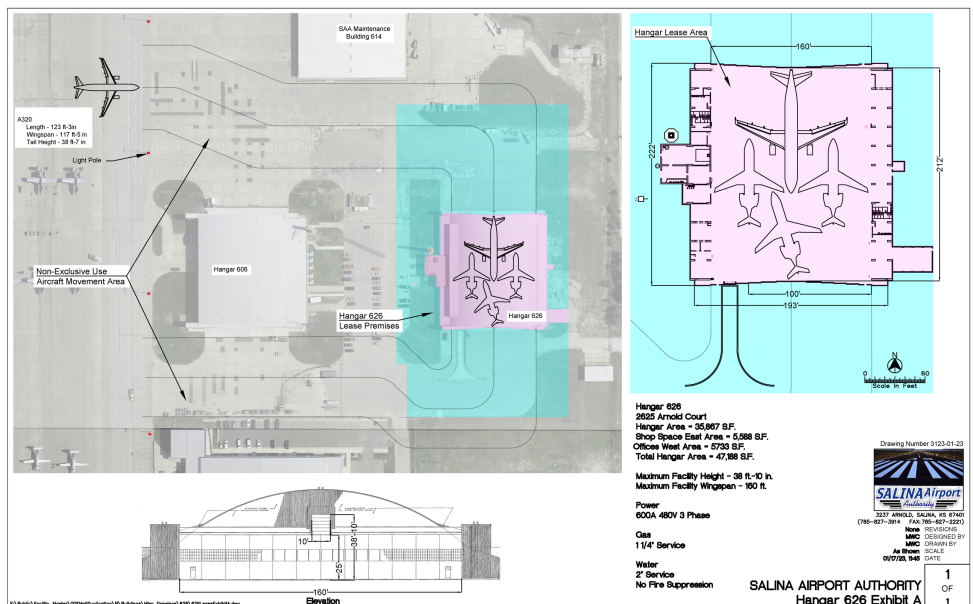 SAA Maintenance
Building 614
A320
Length - 123 ft-3in
Wingspan - 117 ft-5 in
Tail Height - 38 ft-7 in
Light Pole
Non-Exclusive Use
Aircraft Movement Area
Hangar 606
Hangar 626
Lease Premises
Hangar 626
Hangar Lease Area
160'
222'
212'
100'
193'
N
0 60
Scale In Feet
Hangar 626
2625 Arnold Court
Hangar Area = 35,867 S.F.
Shop Space East Area = 5,588 S.F.
Offices West Area = 5733 S.F.
Total Hangar Area = 47,188 S.F.
Maximum Facility Height - 38 ft.-10 in.
Maximum Facility Wingspan - 160 ft.
Power
600A 480V 3 Phase
Gas
1 1/4" Service
Water
2" Service
No Fire Suppression
Drawing Number 3123-01-23
SALINA Airport
Authority
3237 ARNOLD, SALINA, KS 67401
(785-827-3914 FAX: 785-827-2221)
None REVISIONS
MWC DESIGNED BY
MWC DRAWN BY
As Shown SCALE
01/17/23, 11:45 DATE
SALINA AIRPORT AUTHORITY
Hangar 626 Exhibit A
1
OF
1
10'
38'-10"
25'
160'
Elevation